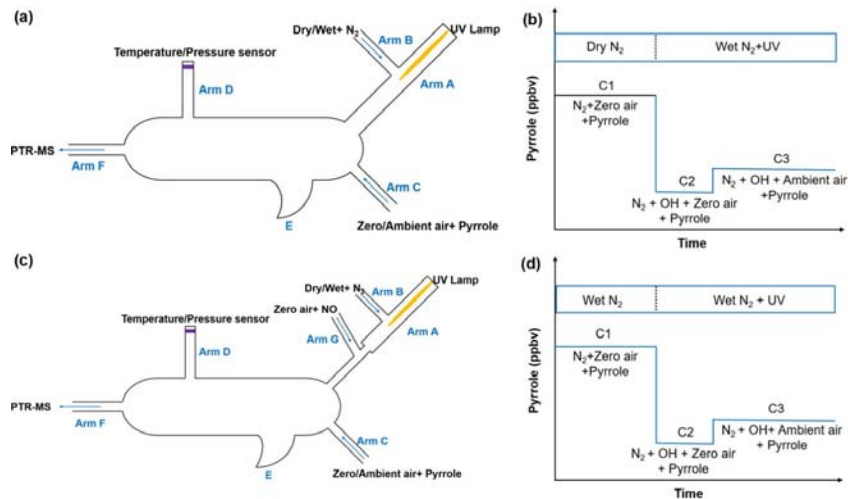 (a)
Dry/Wet+ N2
Arm B
UV Lamp
Temperature/Pressure sensor
Arm D
Arm A
PTR-MS
Arm F
Arm C
E
Zero/Ambient air+ Pyrrole
(b)
Pyrrole (ppbv)
Dry N2
Wet N2+UV
C1
N2+Zero air
+Pyrrole
C2
N2 + OH + Zero air
+ Pyrrole
C3
N2 + OH + Ambient air
+Pyrrole
Time
(c)
Dry/Wet+ N2
Arm B
UV Lamp
Zero air+ NO
Temperature/Pressure sensor
Arm G
Arm A
Arm D
PTR-MS
Arm F
Arm C
E
Zero/Ambient air+ Pyrrole
(d)
Pyrrole (ppbv)
Wet N2
Wet N2 + UV
C1
N2+Zero air
+Pyrrole
C2
N2 + OH + Zero air
+ Pyrrole
C3
N2 + OH+ Ambient air
+ Pyrrole
Time